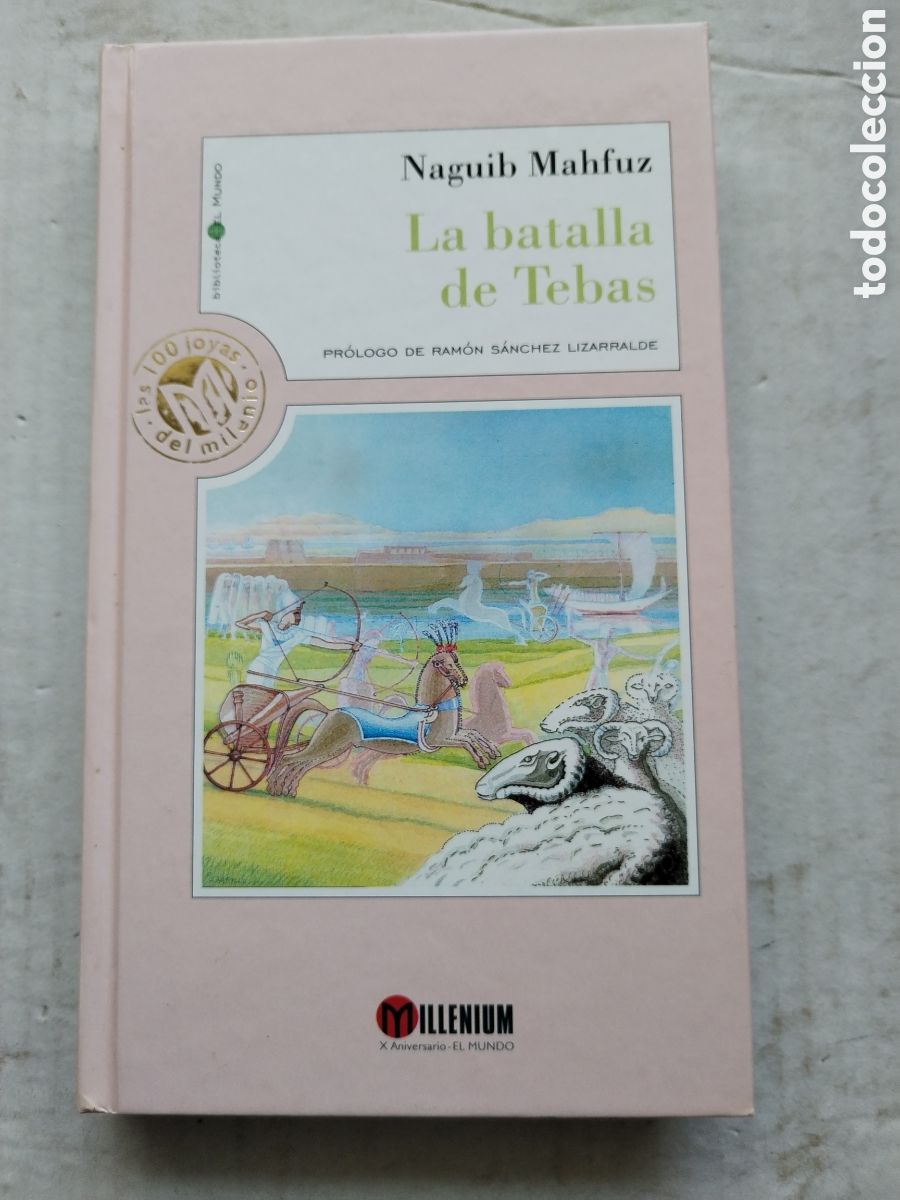 Naguib Mahfuz
La batalla
de Tebas
PRÓLOGO DE RAMÓN SÁNCHEZ LIZARRALDE
biblioteca EL MUNDO
las 100 joyas
del milenio
MILLENIUM
X Aniversario - EL MUNDO
todocoleccion